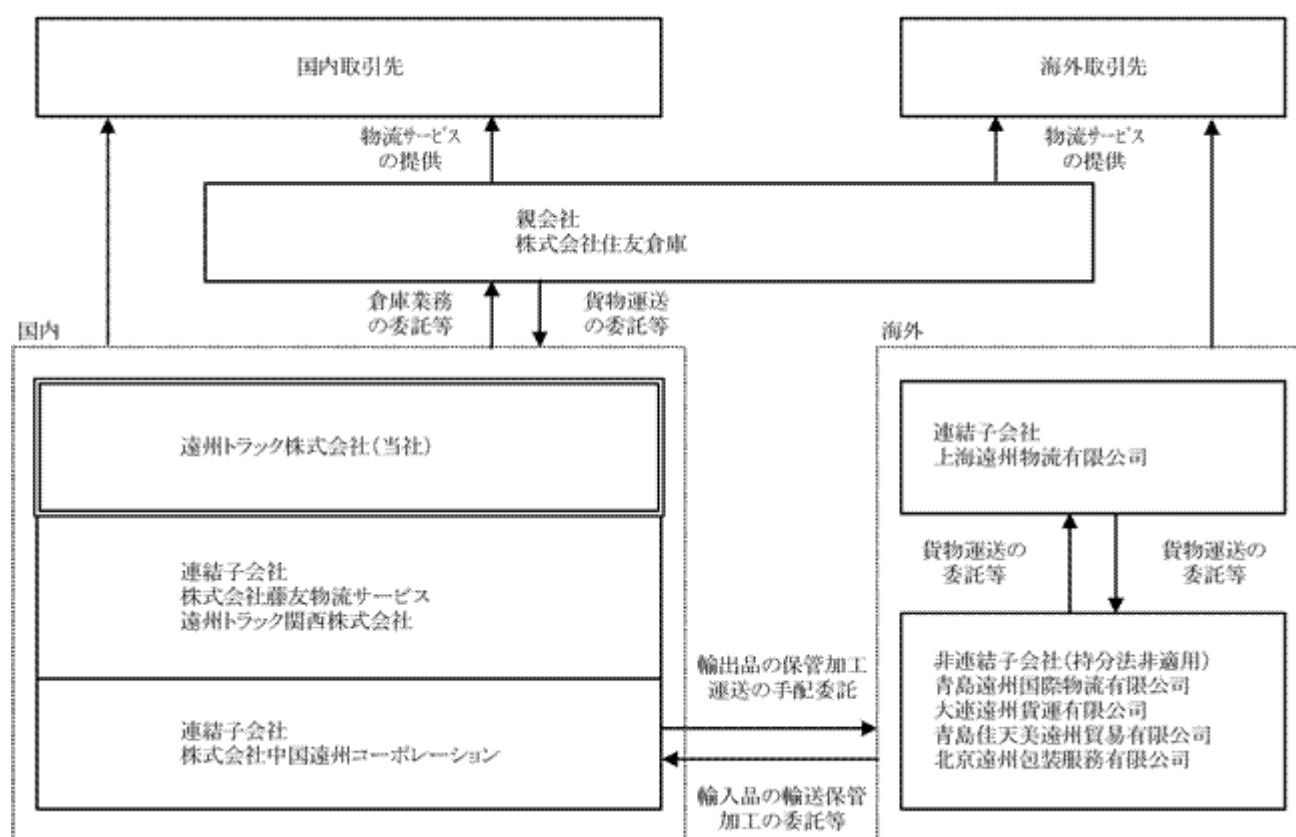 国内取引先
海外取引先
物流サービス
の提供
物流サービス
の提供
親会社
株式会社住友倉庫
倉庫業務
の委託等
貨物運送
の委託等
国内
海外
遠州トラック株式会社(当社)
連結子会社
上海遠州物流有限公司
連結子会社
株式会社藤友物流サービス
遠州トラック関西株式会社
貨物運送の
委託等
貨物運送の
委託等
輸出品の保管加工
運送の手配委託
連結子会社
株式会社中国遠州コーポレーション
非連結子会社(持分法非適用)
青島遠州国際物流有限公司
大連遠州貨運有限公司
青島佳天美遠州貿易有限公司
北京遠州包装服務有限公司
輸入品の輸送保管
加工の委託等